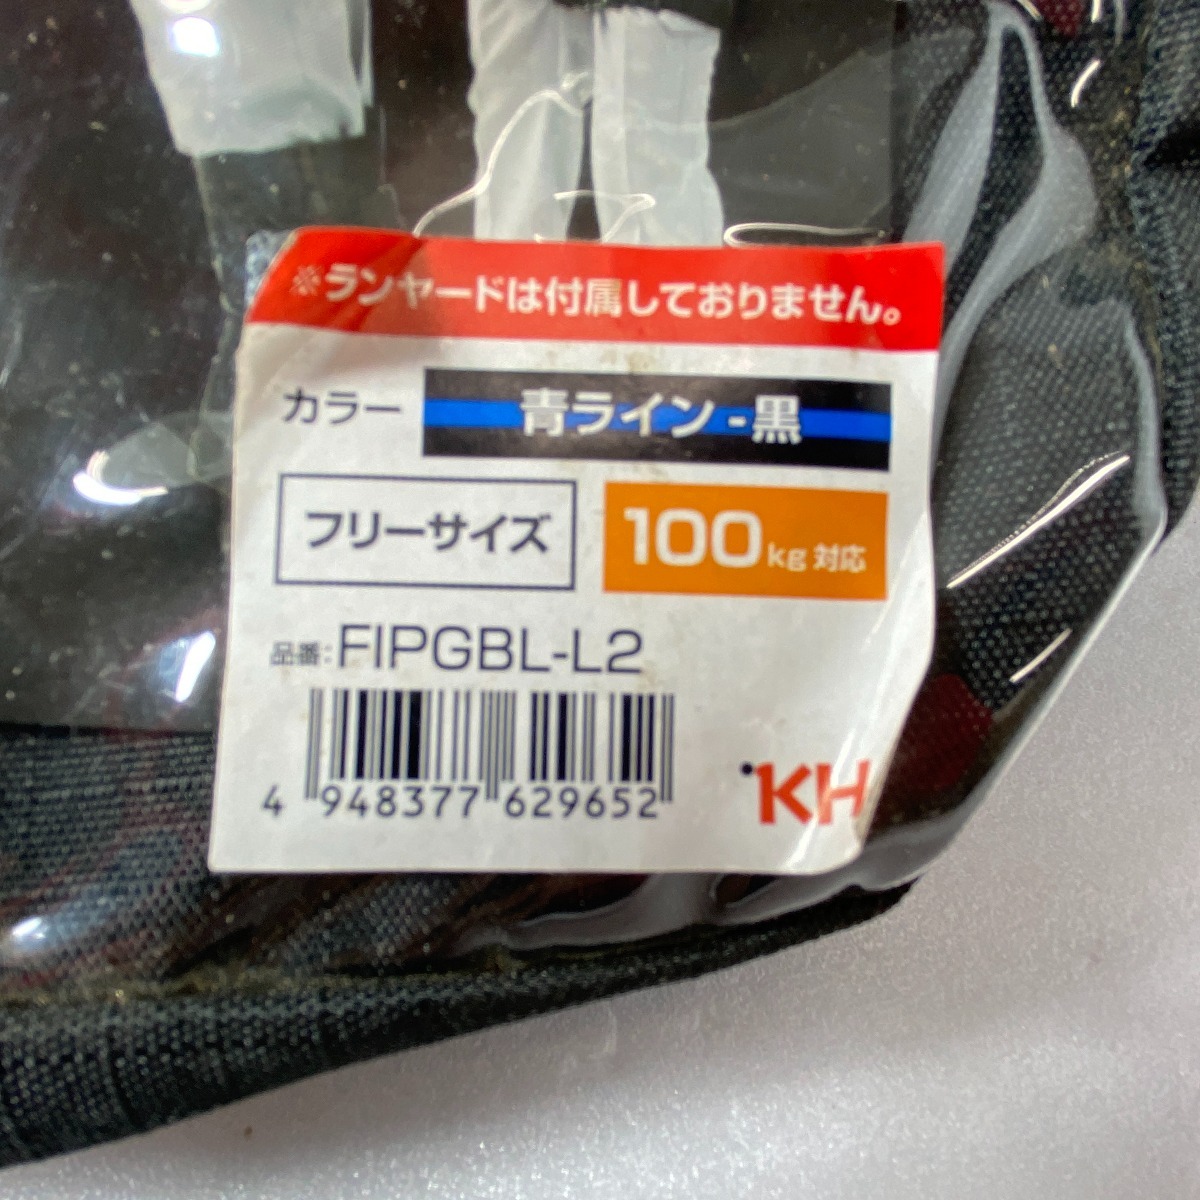 ※ランヤードは付属しておりません。
カラー 青ライン-黒
フリーサイズ 100kg対応
品番:FIPGBL-L2
4 948377 629652
KH